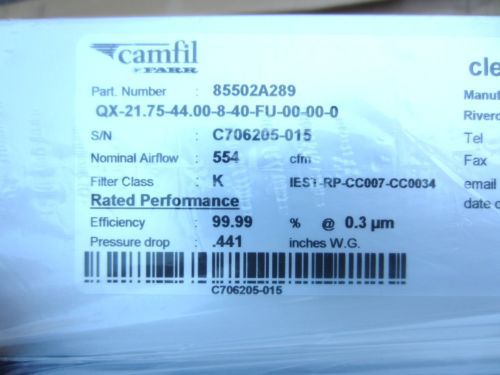 camfil
FARR
cle
Part. Number : 85502A289
QX-21.75-44.00-8-40-FU-00-00-0
S/N : C706205-015
Nominal Airflow : 554 cfm
Filter Class : K IEST-RP-CC007-CC0034
Rated Performance
Efficiency : 99.99 % @ 0.3 µm
Pressure drop : .441 inches W.G.
C706205-015
Manuf
Riverd
Tel
Fax
email
date o